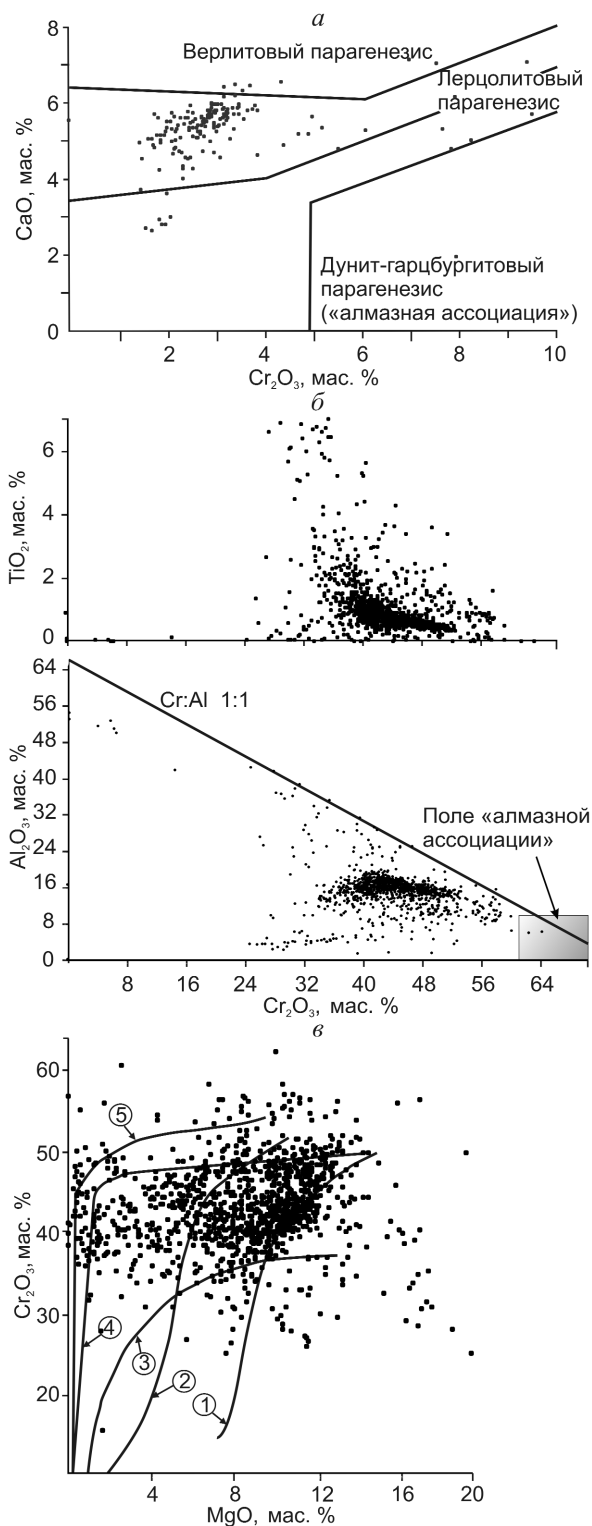 а
8
6
4
2
0
CaO, мас. %
Верлитовый парагенезис
Лерцолитовый
парагенезис
Дунит-гарцбургитовый
парагенезис
(«алмазная ассоциация»)
2
4
6
8
10
Cr₂O₃, мас. %
б
6
4
2
0
TiO₂, мас. %
64
56
48
40
32
24
16
8
0
Al₂O₃, мас. %
Cr:Al 1:1
Поле «алмазной
ассоциации»
8
16
24
32
40
48
56
64
Cr₂O₃, мас. %
в
60
50
40
30
20
Cr₂O₃, мас. %
5
4
3
2
1
4
8
12
16
20
MgO, мас. %